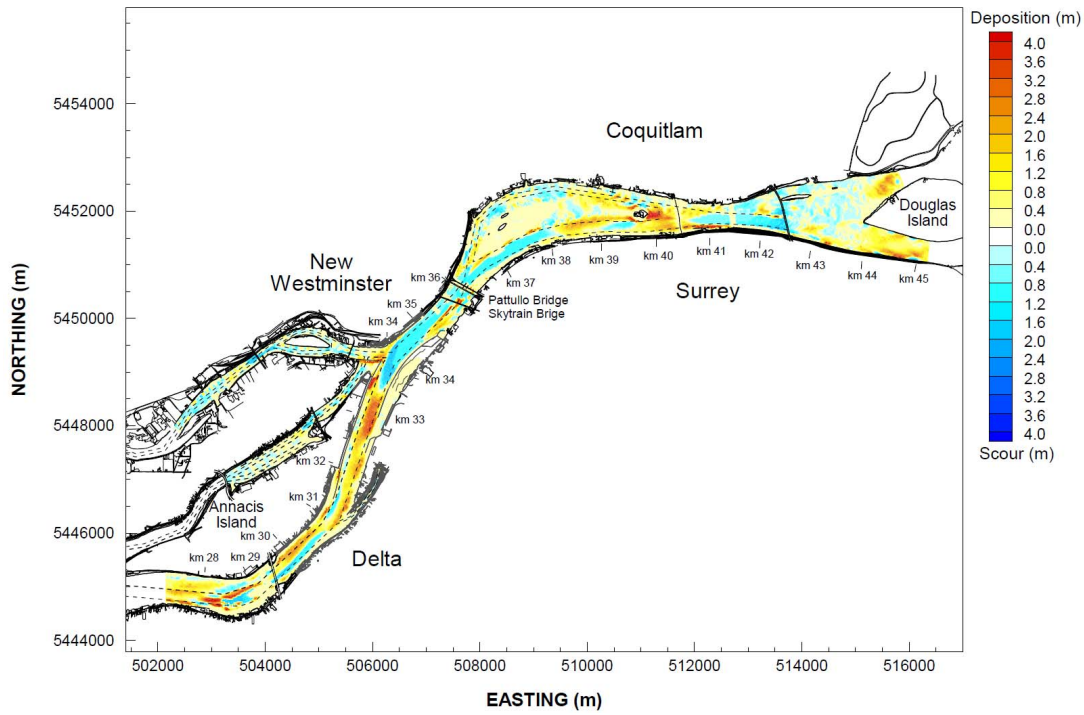 Deposition (m)
4.0
3.6
3.2
2.8
2.4
2.0
1.6
1.2
0.8
0.4
0.0
0.0
0.4
0.8
1.2
1.6
2.0
2.4
2.8
3.2
3.6
4.0
Scour (m)
NORTHING (m)
5454000
5452000
5450000
5448000
5446000
5444000
Coquitlam
Douglas
Island
New
Westminster
Surrey
Pattullo Bridge
Skytrain Brige
Annacis
Island
Delta
km 28
km 29
km 30
km 31
km 32
km 33
km 34
km 34
km 35
km 36
km 37
km 38
km 39
km 40
km 41
km 42
km 43
km 44
km 45
502000
504000
506000
508000
510000
512000
514000
516000
EASTING (m)